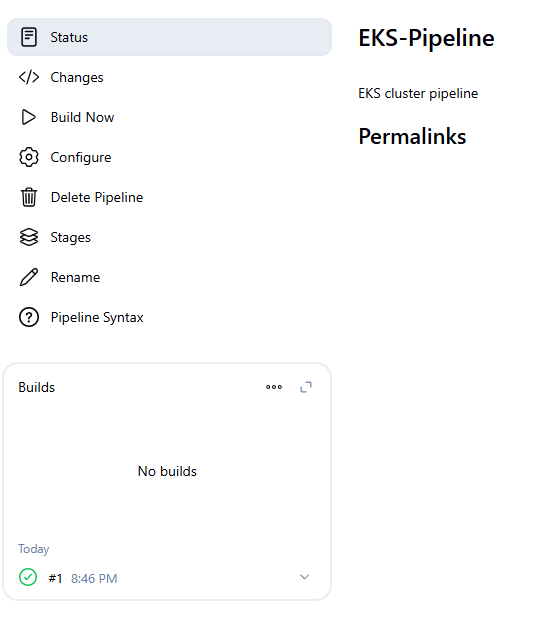 Status
Changes
Build Now
Configure
Delete Pipeline
Stages
Rename
Pipeline Syntax
Builds
No builds
Today
#1 8:46 PM
EKS-Pipeline
EKS cluster pipeline
Permalinks